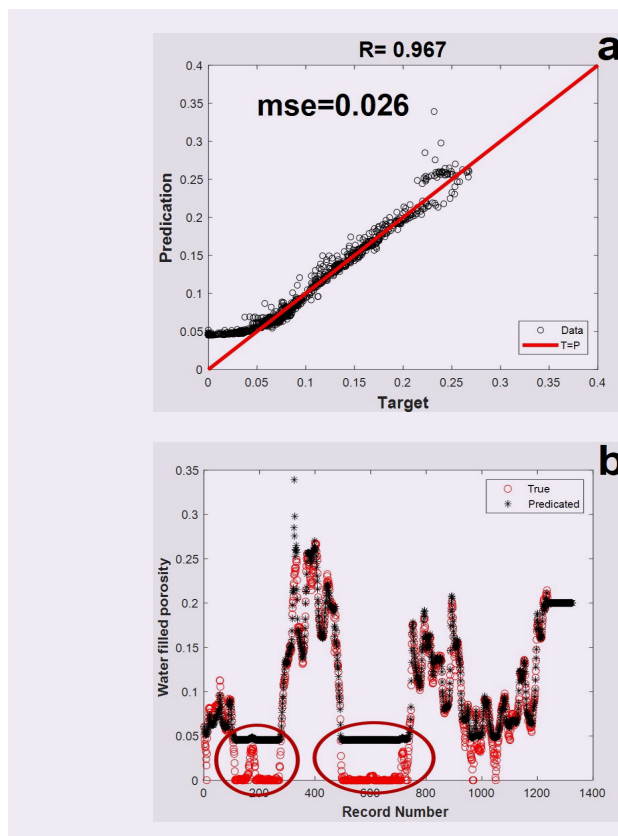 R= 0.967
a
mse=0.026
0.4
0.35
0.3
0.25
0.2
0.15
0.1
0.05
0
Predication
Data
T=P
0 0.05 0.1 0.15 0.2 0.25 0.3 0.35 0.4
Target
b
0.35
0.3
0.25
0.2
0.15
0.1
0.05
0
Water filled porosity
True
Predicated
0 200 400 600 800 1000 1200 1400
Record Number